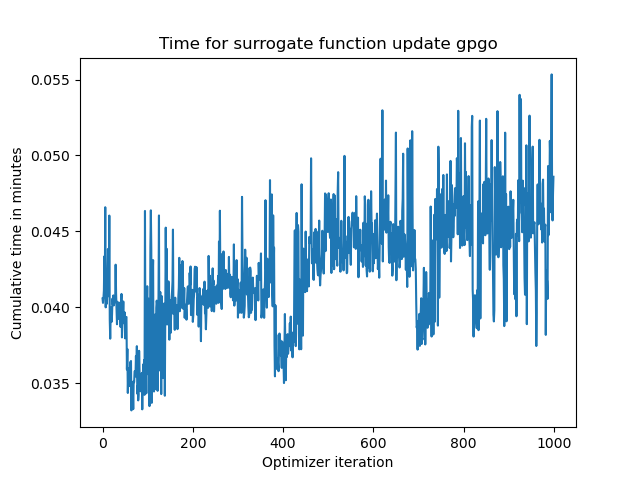 Time for surrogate function update gpgo
Cumulative time in minutes
0.055
0.050
0.045
0.040
0.035
0 200 400 600 800 1000
Optimizer iteration